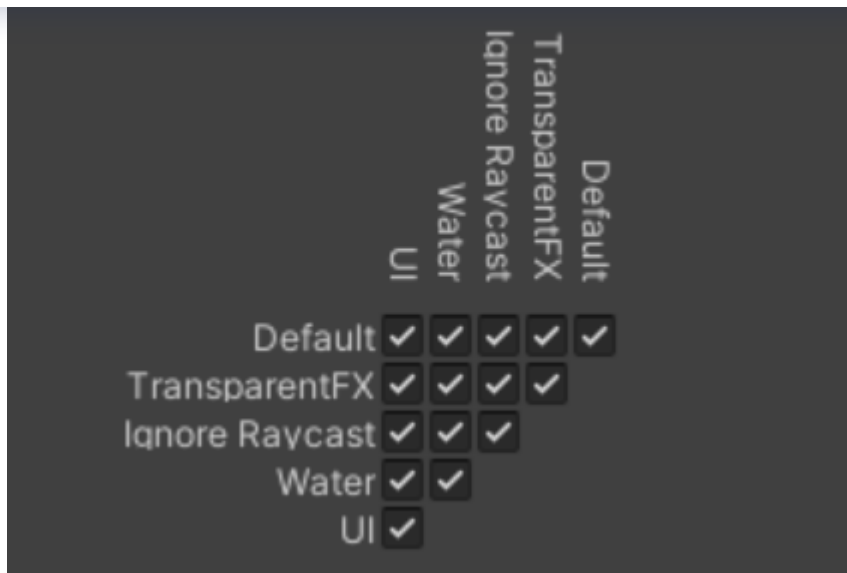 UI
Water
Ignore Raycast
TransparentFX
Default
Default
TransparentFX
Ignore Raycast
Water
UI